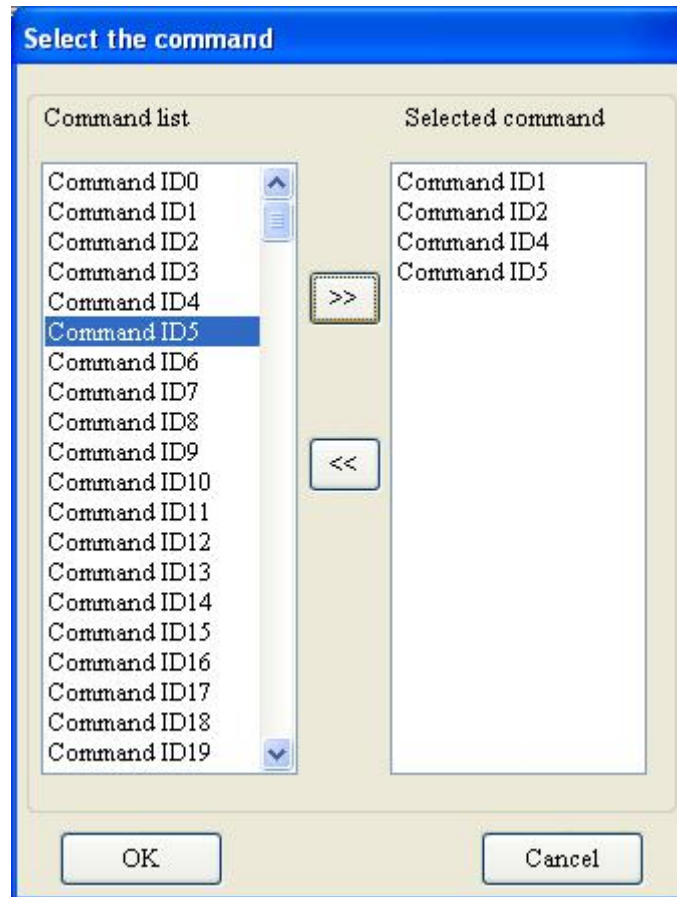 Select the command
Command list
Selected command
Command ID0
Command ID1
Command ID2
Command ID3
Command ID4
Command ID5
Command ID6
Command ID7
Command ID8
Command ID9
Command ID10
Command ID11
Command ID12
Command ID13
Command ID14
Command ID15
Command ID16
Command ID17
Command ID18
Command ID19
>>
<<
Command ID1
Command ID2
Command ID4
Command ID5
OK
Cancel